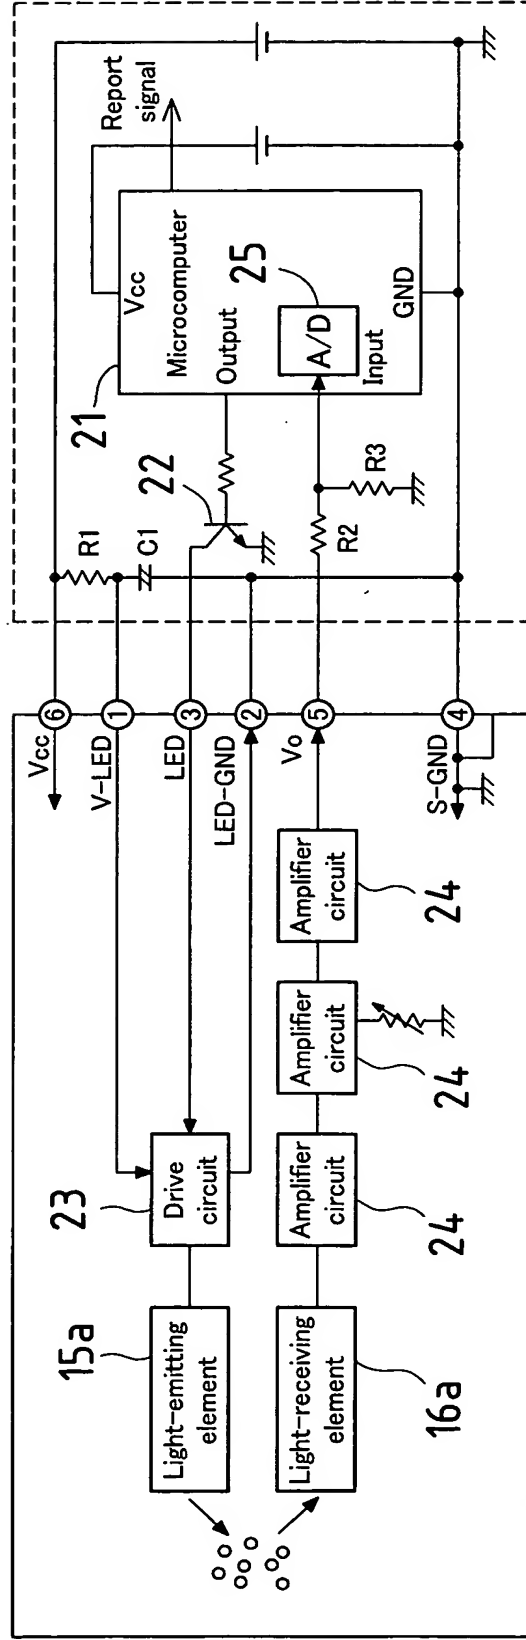 15a
Light-emitting
element
23
Drive
circuit
Vcc
6
V-LED
1
LED
3
LED-GND
2
R1
C1
22
21
Vcc
Microcomputer
Output
Report
signal
25
A/D
Input
GND
R2
R3
Vo
5
S-GND
4
Light-receiving
element
16a
Amplifier
circuit
24
Amplifier
circuit
24
Amplifier
circuit
24